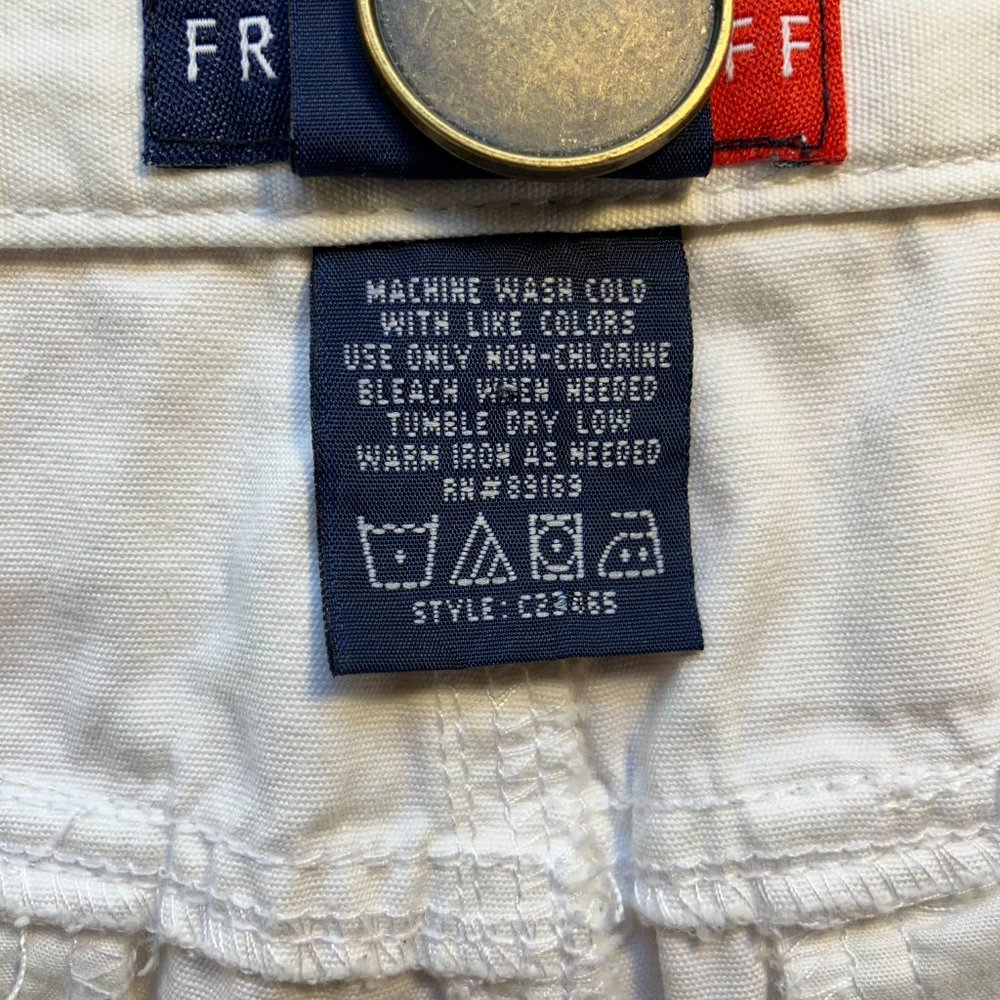 FR FF
MACHINE WASH COLD
WITH LIKE COLORS
USE ONLY NON-CHLORINE
BLEACH WHEN NEEDED
TUMBLE DRY LOW
WARM IRON AS NEEDED
RN#83169
STYLE: C23465